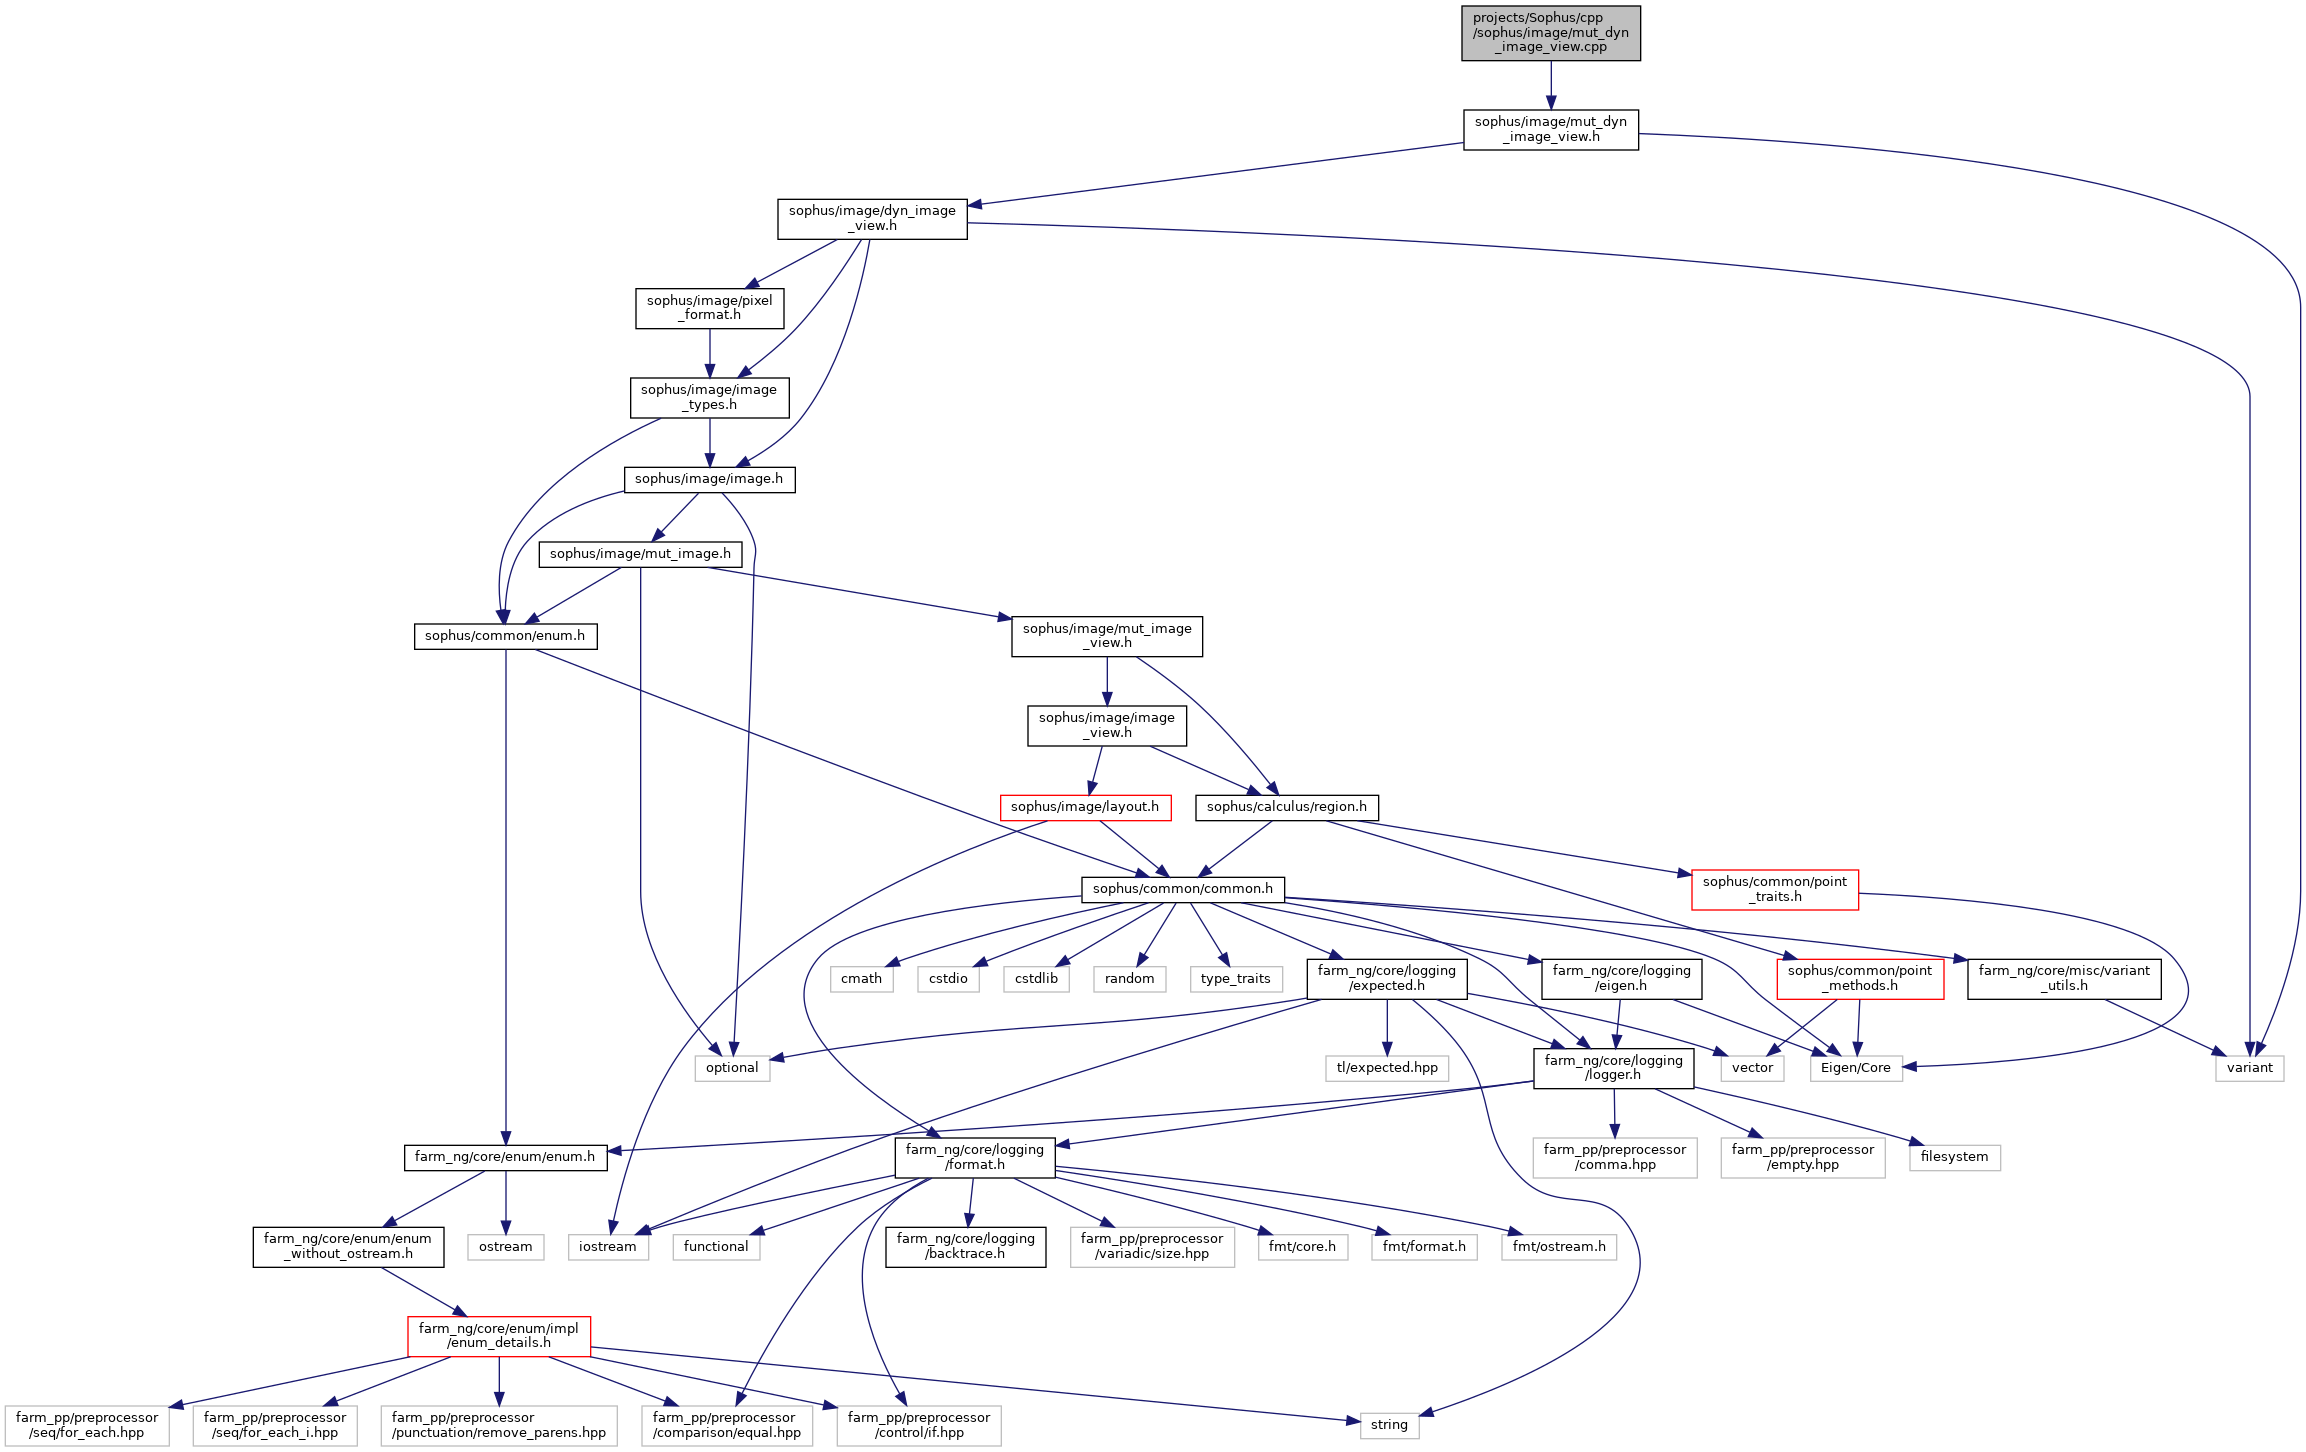 projects/Sophus/cpp
/sophus/image/mut_dyn
_image_view.cpp
sophus/image/mut_dyn
_image_view.h
sophus/image/dyn_image
_view.h
sophus/image/pixel
_format.h
sophus/image/image
_types.h
sophus/image/image.h
sophus/image/mut_image.h
sophus/common/enum.h
sophus/image/mut_image
_view.h
sophus/image/image
_view.h
sophus/image/layout.h
sophus/calculus/region.h
sophus/common/common.h
sophus/common/point
_traits.h
cmath
cstdio
cstdlib
random
type_traits
farm_ng/core/logging
/expected.h
farm_ng/core/logging
/eigen.h
sophus/common/point
_methods.h
farm_ng/core/misc/variant
_utils.h
optional
tl/expected.hpp
farm_ng/core/logging
/logger.h
vector
Eigen/Core
variant
farm_ng/core/enum/enum.h
farm_ng/core/logging
/format.h
farm_pp/preprocessor
/comma.hpp
farm_pp/preprocessor
/empty.hpp
filesystem
farm_ng/core/enum/enum
_without_ostream.h
ostream
iostream
functional
farm_ng/core/logging
/backtrace.h
farm_pp/preprocessor
/variadic/size.hpp
fmt/core.h
fmt/format.h
fmt/ostream.h
farm_ng/core/enum/impl
/enum_details.h
farm_pp/preprocessor
/seq/for_each.hpp
farm_pp/preprocessor
/seq/for_each_i.hpp
farm_pp/preprocessor
/punctuation/remove_parens.hpp
farm_pp/preprocessor
/comparison/equal.hpp
farm_pp/preprocessor
/control/if.hpp
string